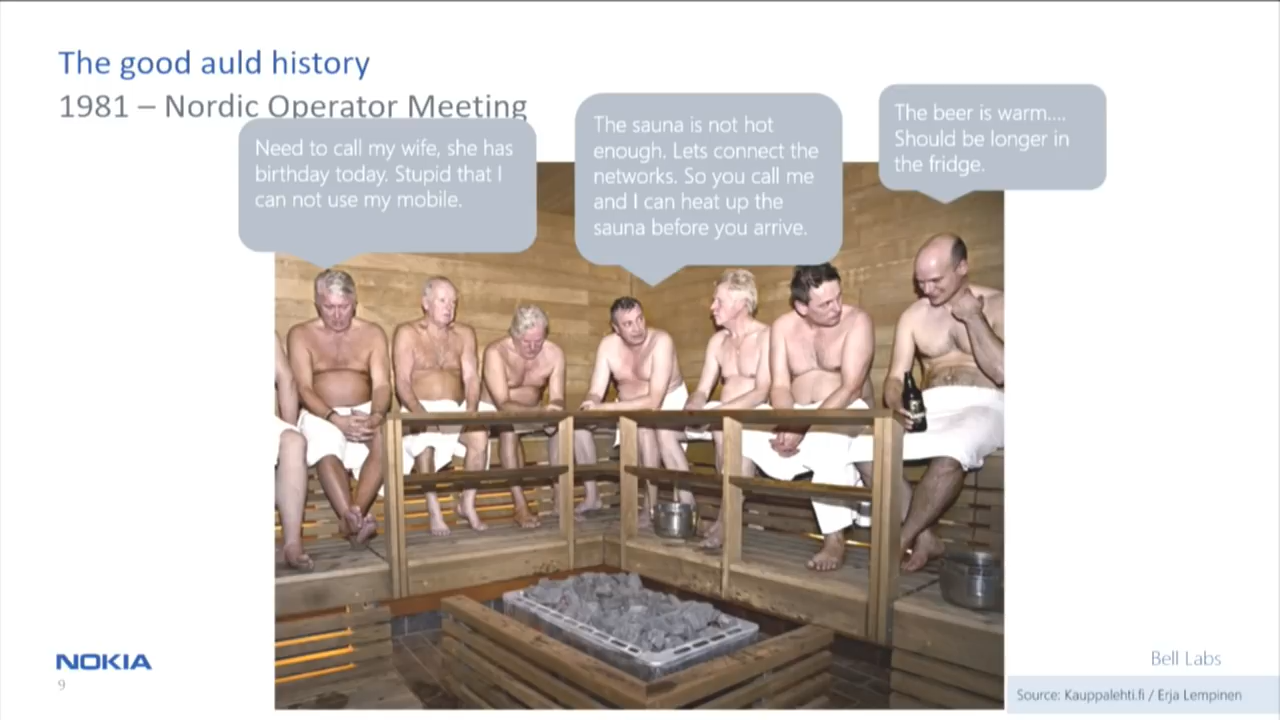 The good auld history
1981 – Nordic Operator Meeting
Need to call my wife, she has
birthday today. Stupid that I
can not use my mobile.
The sauna is not hot
enough. Lets connect the
networks. So you call me
and I can heat up the
sauna before you arrive.
The beer is warm....
Should be longer in
the fridge.
NOKIA
9
Bell Labs
Source: Kauppalehti.fi / Erja Lempinen